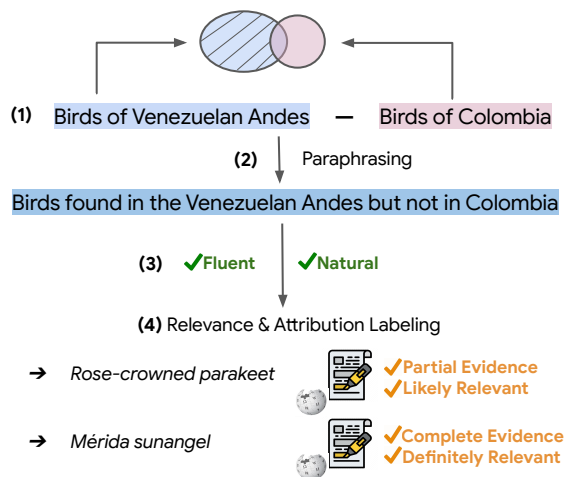 (1) Birds of Venezuelan Andes – Birds of Colombia
(2) Paraphrasing
Birds found in the Venezuelan Andes but not in Colombia
(3) ✓Fluent ✓Natural
(4) Relevance & Attribution Labeling
➔ Rose-crowned parakeet
✓Partial Evidence
✓Likely Relevant
➔ Mérida sunangel
✓Complete Evidence
✓Definitely Relevant